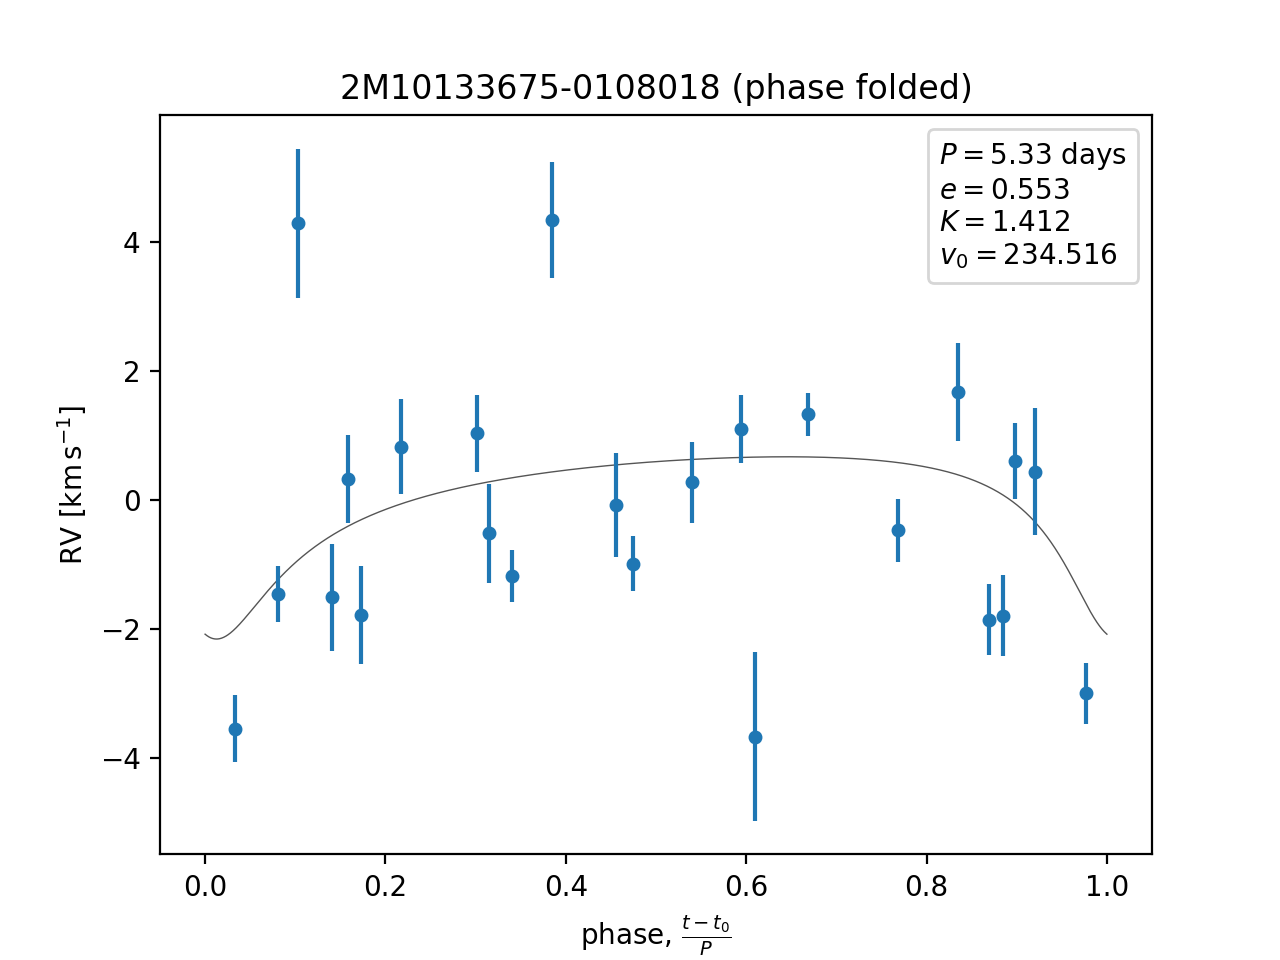 2M10133675-0108018 (phase folded)
P = 5.33 days
e = 0.553
K = 1.412
v₀ = 234.516
RV [km s⁻¹]
4
2
0
−2
−4
0.0 0.2 0.4 0.6 0.8 1.0
phase, (t − t₀)/P